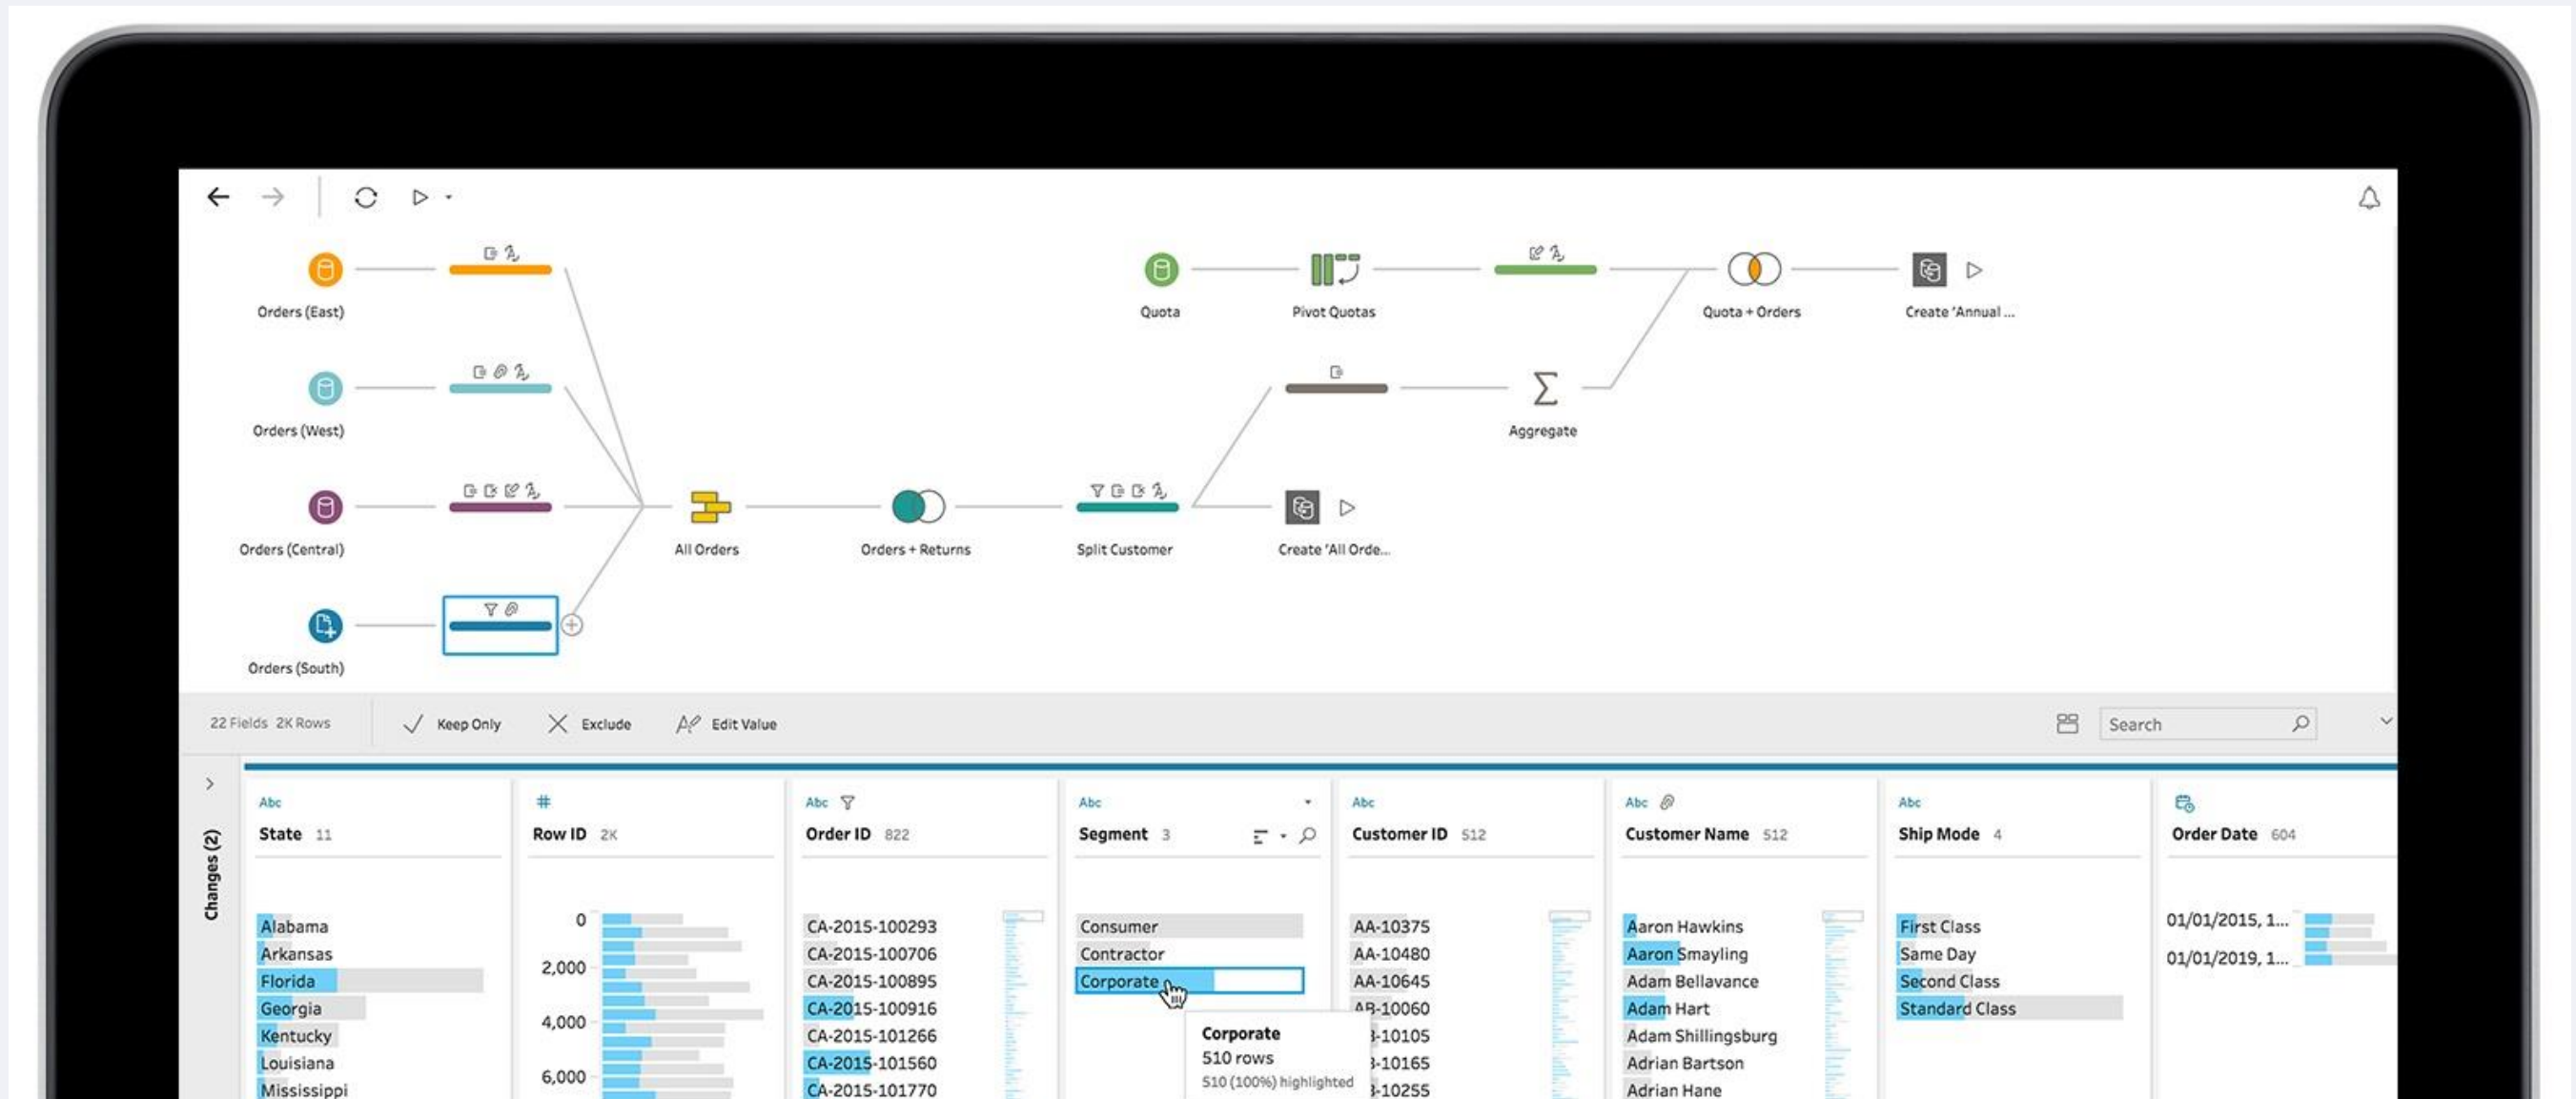 Orders (East)
Quota
Pivot Quotas
Quota + Orders
Create 'Annual ...
Orders (West)
Aggregate
Orders (Central)
All Orders
Orders + Returns
Split Customer
Create 'All Orde...
Orders (South)
22 Fields 2K Rows
Keep Only
Exclude
Edit Value
Search
Changes (2)
Abc
State 11
Alabama
Arkansas
Florida
Georgia
Kentucky
Louisiana
Mississippi
#
Row ID 2K
0
2,000
4,000
6,000
Abc
Order ID 822
CA-2015-100293
CA-2015-100706
CA-2015-100895
CA-2015-100916
CA-2015-101266
CA-2015-101560
CA-2015-101770
Abc
Segment 3
Consumer
Contractor
Corporate
Corporate
510 rows
510 (100%) highlighted
Abc
Customer ID 512
AA-10375
AA-10480
AA-10645
AB-10060
-10105
-10165
-10255
Abc
Customer Name 512
Aaron Hawkins
Aaron Smayling
Adam Bellavance
Adam Hart
Adam Shillingsburg
Adrian Bartson
Adrian Hane
Abc
Ship Mode 4
First Class
Same Day
Second Class
Standard Class
Order Date 604
01/01/2015, 1...
01/01/2019, 1...